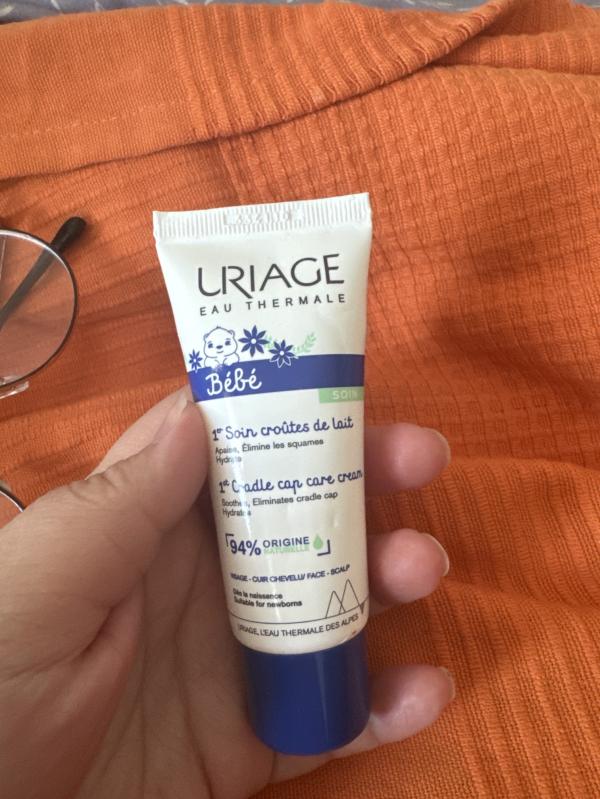 URIAGE
EAU THERMALE
Bébé
SOIN
1er Soin croûtes de lait
Apaise, Élimine les squames
Hydrate
1st Cradle cap care cream
Soothes, Eliminates cradle cap
Hydrates
94% ORIGINE
NATURELLE
VISAGE - CUIR CHEVELU/ FACE - SCALP
Dès la naissance
Suitable for newborns
URIAGE, L'EAU THERMALE DES ALPES